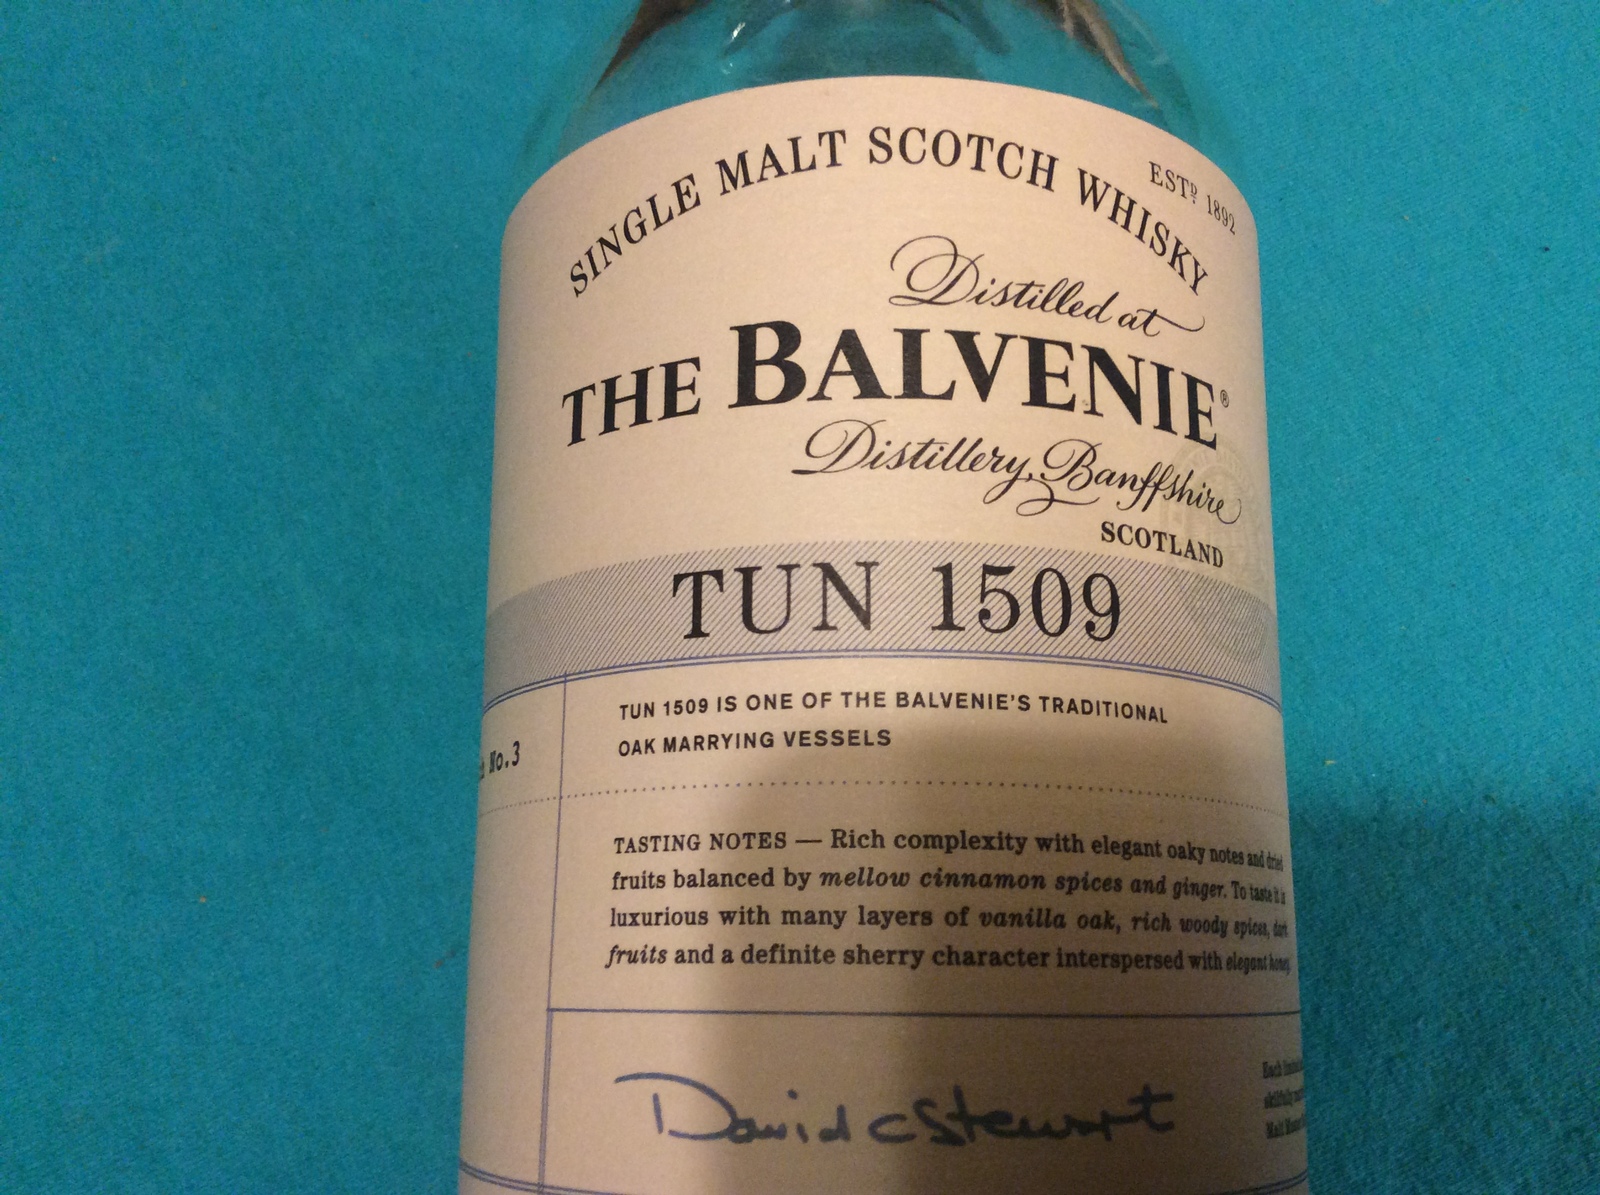 SINGLE MALT SCOTCH WHISKY
ESTD 1892
Distilled at
THE BALVENIE®
Distillery, Banffshire
SCOTLAND
TUN 1509
TUN 1509 IS ONE OF THE BALVENIE'S TRADITIONAL
OAK MARRYING VESSELS
No.3
TASTING NOTES — Rich complexity with elegant oaky notes and dried
fruits balanced by mellow cinnamon spices and ginger. To taste it is
luxurious with many layers of vanilla oak, rich woody spices, dark
fruits and a definite sherry character interspersed with elegant honey
David C Stewart
Each
Malt